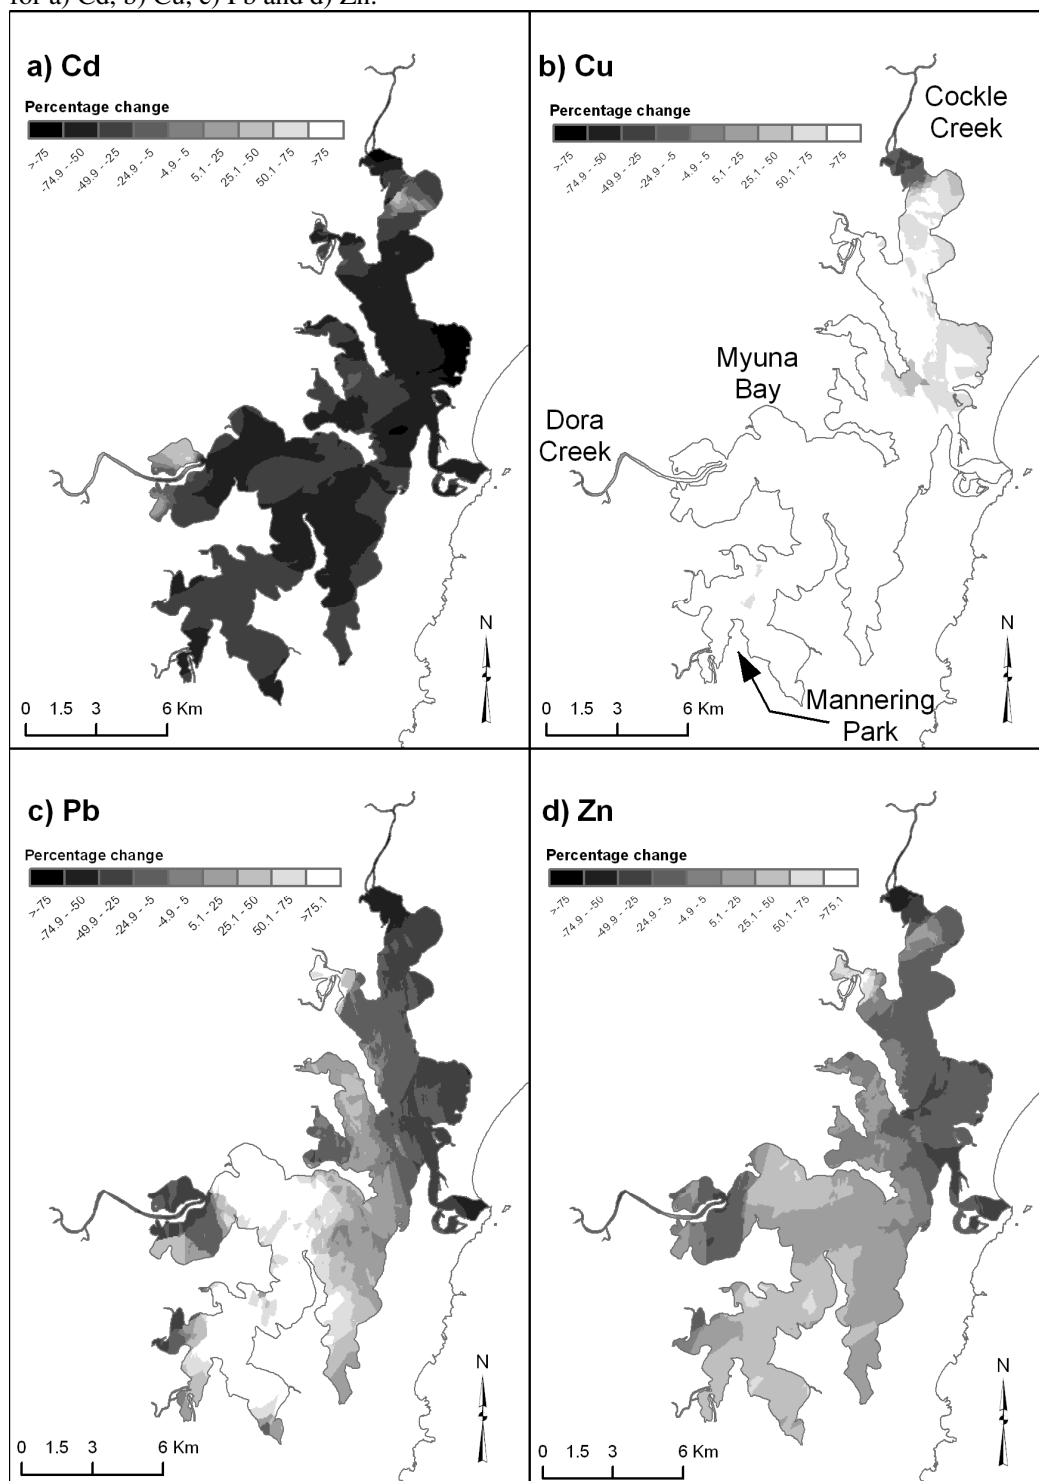 for a) Cd, b) Cu, c) Pb and d) Zn.
a) Cd
Percentage change
>-75
-74.9 - -50
-49.9 - -25
-24.9 - -5
-4.9 - 5
5.1 - 25
25.1 - 50
50.1 - 75
>75
N
0 1.5 3 6 Km
b) Cu
Percentage change
>-75
-74.9 - -50
-49.9 - -25
-24.9 - -5
-4.9 - 5
5.1 - 25
25.1 - 50
50.1 - 75
>75
Cockle
Creek
Myuna
Bay
Dora
Creek
N
Mannering
Park
0 1.5 3 6 Km
c) Pb
Percentage change
>-75
-74.9 - -50
-49.9 - -25
-24.9 - -5
-4.9 - 5
5.1 - 25
25.1 - 50
50.1 - 75
>75.1
N
0 1.5 3 6 Km
d) Zn
Percentage change
>-75
-74.9 - -50
-49.9 - -25
-24.9 - -5
-4.9 - 5
5.1 - 25
25.1 - 50
50.1 - 75
>75.1
N
0 1.5 3 6 Km